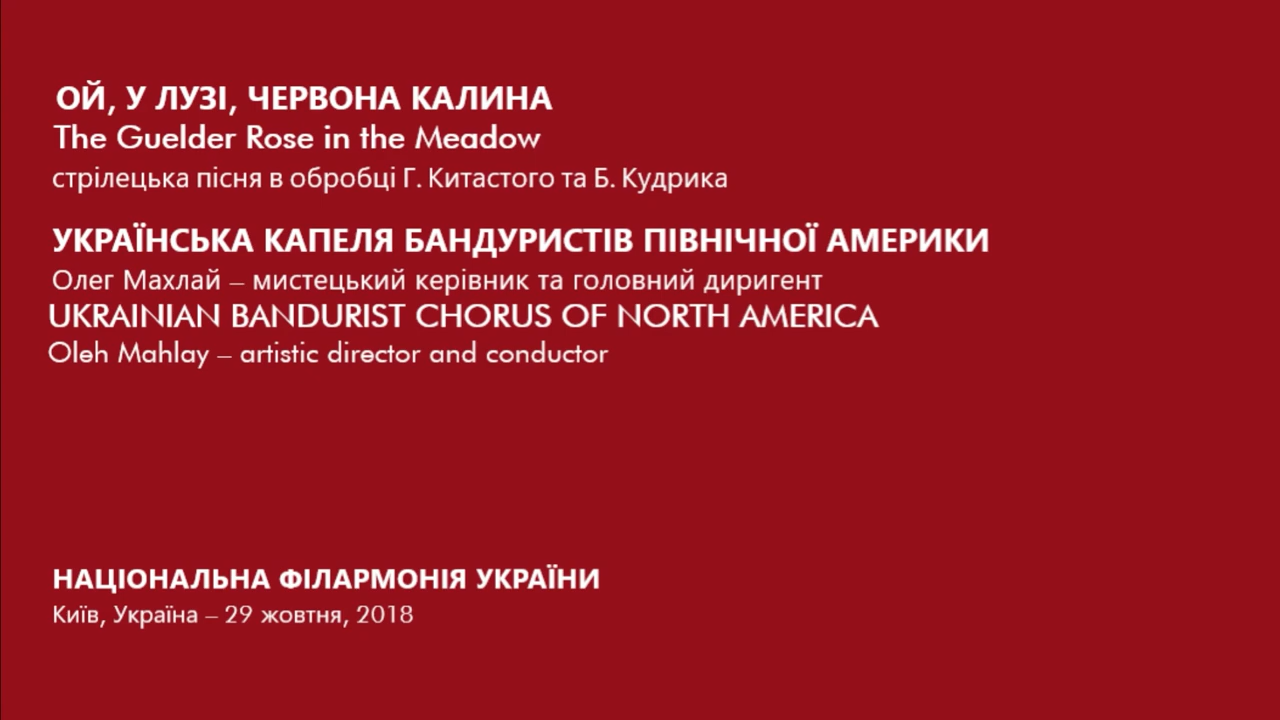 ОЙ, У ЛУЗІ, ЧЕРВОНА КАЛИНА
The Guelder Rose in the Meadow
стрілецька пісня в обробці Г. Китастого та Б. Кудрика
УКРАЇНСЬКА КАПЕЛЯ БАНДУРИСТІВ ПІВНІЧНОЇ АМЕРИКИ
Олег Махлай – мистецький керівник та головний диригент
UKRAINIAN BANDURIST CHORUS OF NORTH AMERICA
Oleh Mahlay – artistic director and conductor
НАЦІОНАЛЬНА ФІЛАРМОНІЯ УКРАЇНИ
Київ, Україна – 29 жовтня, 2018